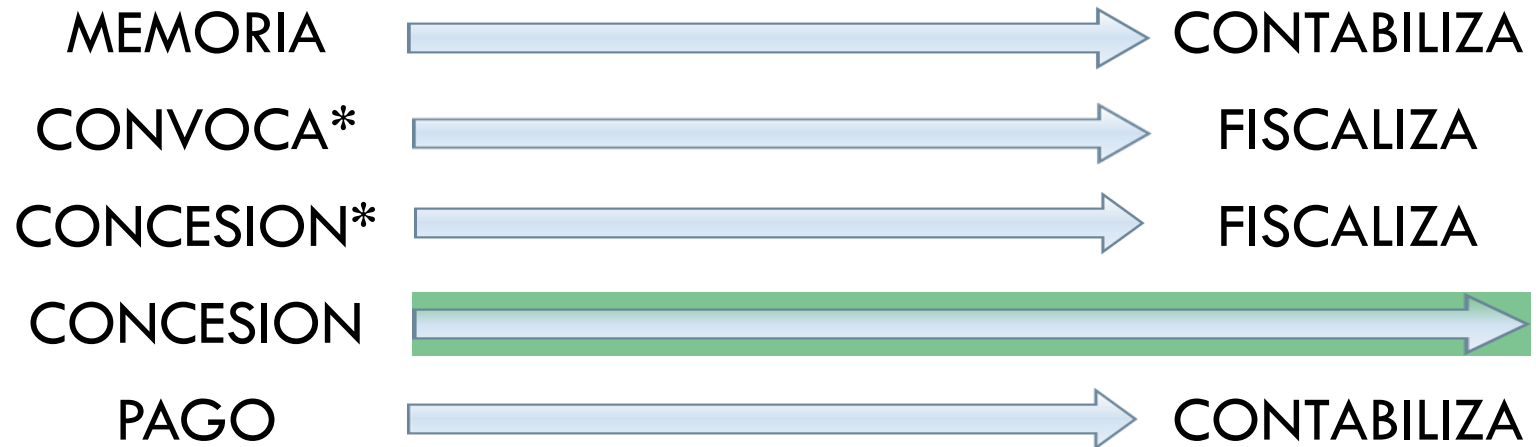 MEMORIA CONTABILIZA
CONVOCA* FISCALIZA
CONCESION* FISCALIZA
CONCESION
PAGO CONTABILIZA